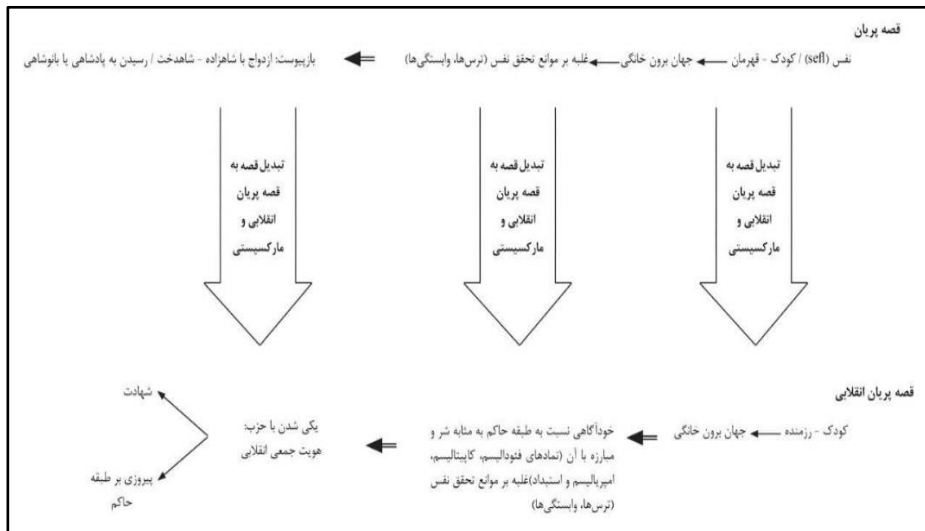 قصه پریان
نفس (sefl) / کودک - قهرمان
جهان برون خانگی
غلبه بر موانع تحقق نفس (ترس‌ها، وابستگی‌ها)
بازپیوست: ازدواج با شاهزاده - شاهدخت / رسیدن به پادشاهی یا بانوشاهی
تبدیل قصه به
قصه پریان
انقلابی و
مارکسیستی
تبدیل قصه به
قصه پریان
انقلابی و
مارکسیستی
تبدیل قصه به
قصه پریان
انقلابی و
مارکسیستی
قصه پریان انقلابی
کودک - رزمنده
جهان برون خانگی
خودآگاهی نسبت به طبقه حاکم به مثابه شر و
مبارزه با آن (نمادهای فئودالیسم، کاپیتالیسم،
امپریالیسم و استبداد)غلبه بر موانع تحقق نفس
(ترس‌ها، وابستگی‌ها)
یکی شدن با حزب:
هویت جمعی انقلابی
شهادت
پیروزی بر طبقه
حاکم